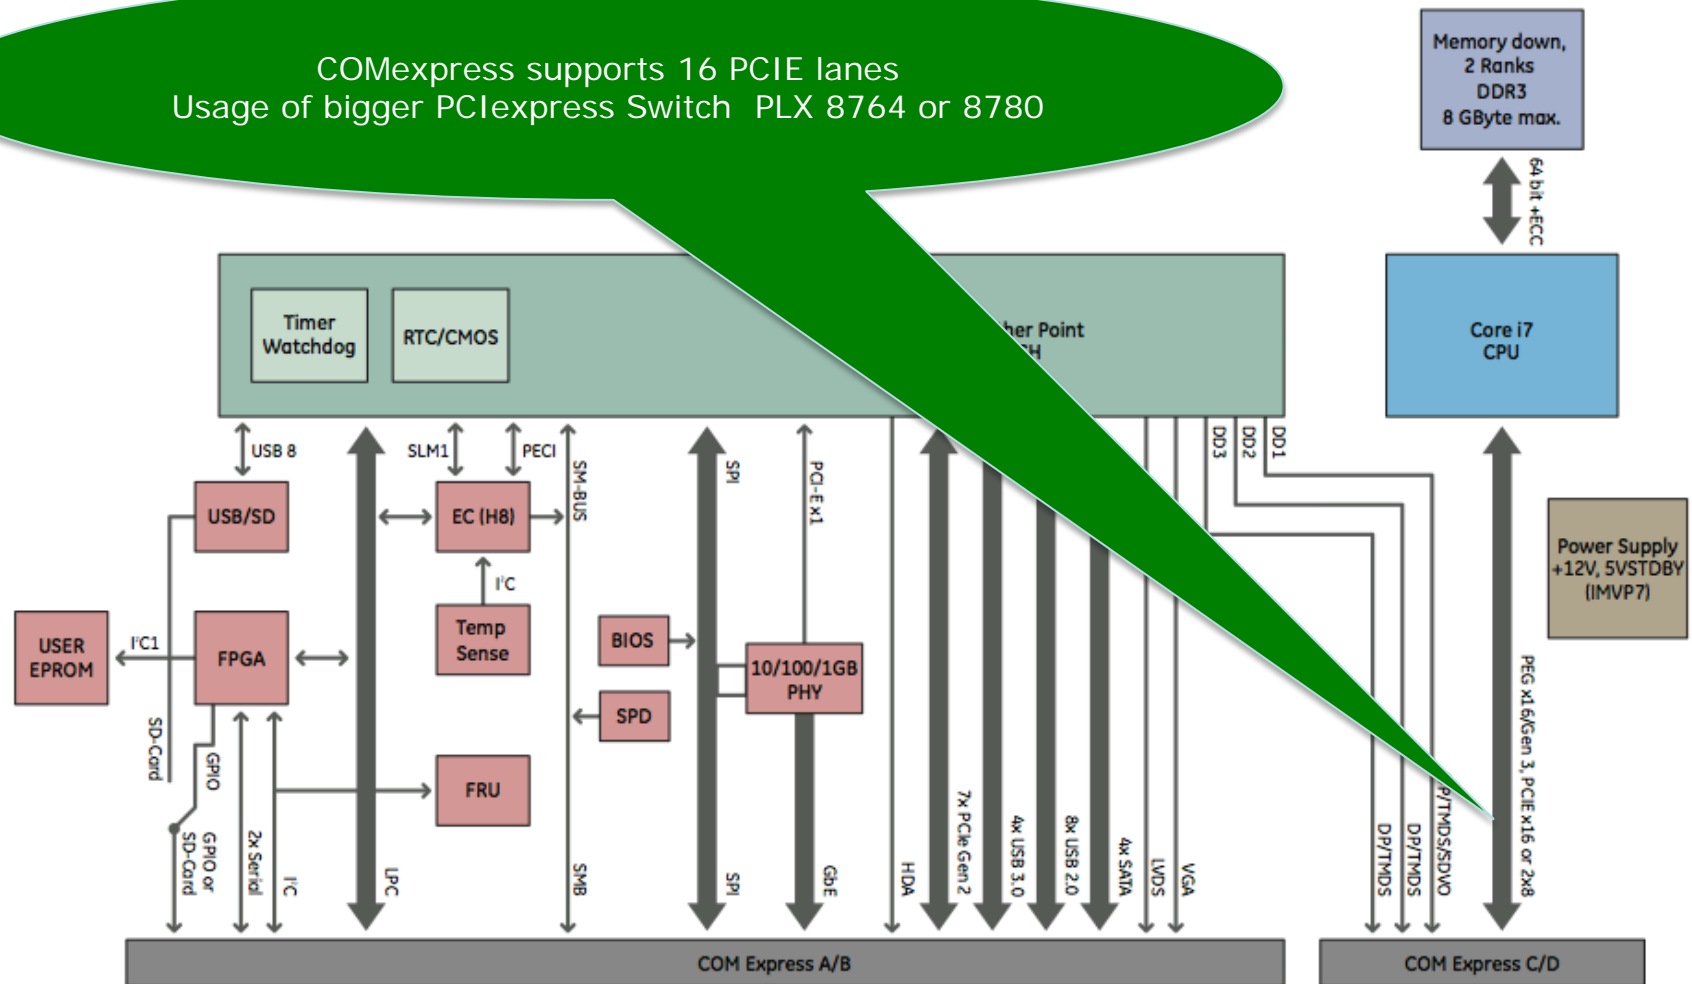 COMexpress supports 16 PCIE lanes
Usage of bigger PCIexpress Switch PLX 8764 or 8780
Memory down,
2 Ranks
DDR3
8 GByte max.
64 bit +ECC
Timer
Watchdog
RTC/CMOS
Point
Core i7
CPU
USB 8
SLM1
PECI
SM-BUS
SPI
PCI-E x1
DD3
DD2
DD1
USB/SD
EC (H8)
I²C
Power Supply
+12V, 5VSTDBY
(IMVP7)
USER
EPROM
I²C1
FPGA
Temp
Sense
BIOS
10/100/1GB
PHY
SPD
FRU
SD-Card
GPIO
GPIO or
SD-Card
2x Serial
I²C
LPC
SMB
SPI
GbE
HDA
7x PCIe Gen 2
4x USB 3.0
8x USB 2.0
4x SATA
LVDS
VGA
DP/TMDS
DP/TMDS
P/TMDS/SDVO
PEG x16/Gen 3, PCIE x16 or 2x8
COM Express A/B
COM Express C/D